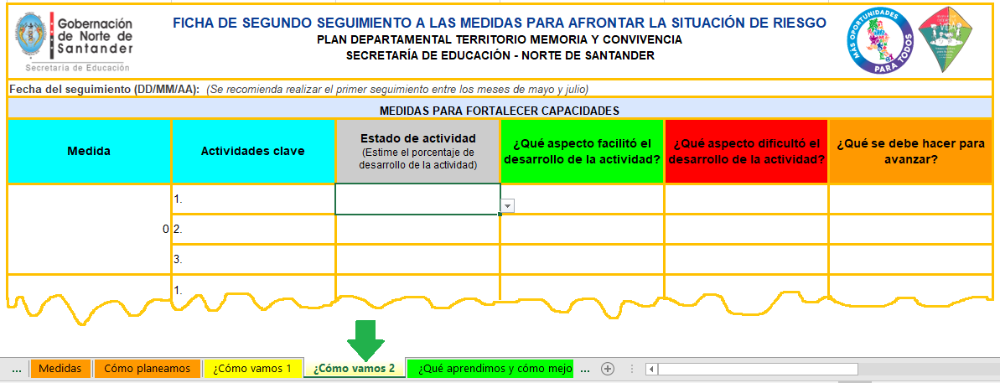 Gobernación
de Norte de
Santander
Secretaría de Educación
FICHA DE SEGUNDO SEGUIMIENTO A LAS MEDIDAS PARA AFRONTAR LA SITUACIÓN DE RIESGO
PLAN DEPARTAMENTAL TERRITORIO MEMORIA Y CONVIVENCIA
SECRETARÍA DE EDUCACIÓN - NORTE DE SANTANDER
MÁS OPORTUNIDADES
PARA TODOS
Fecha del seguimiento (DD/MM/AA): (Se recomienda realizar el primer seguimiento entre los meses de mayo y julio)
MEDIDAS PARA FORTALECER CAPACIDADES
Medida
Actividades clave
Estado de actividad
(Estime el porcentaje de
desarrollo de la actividad)
¿Qué aspecto facilitó el
desarrollo de la actividad?
¿Qué aspecto dificultó el
desarrollo de la actividad?
¿Qué se debe hacer para
avanzar?
1.
0
2.
3.
1.
...
Medidas
Cómo planeamos
¿Cómo vamos 1
¿Cómo vamos 2
¿Qué aprendimos y cómo mejo
...